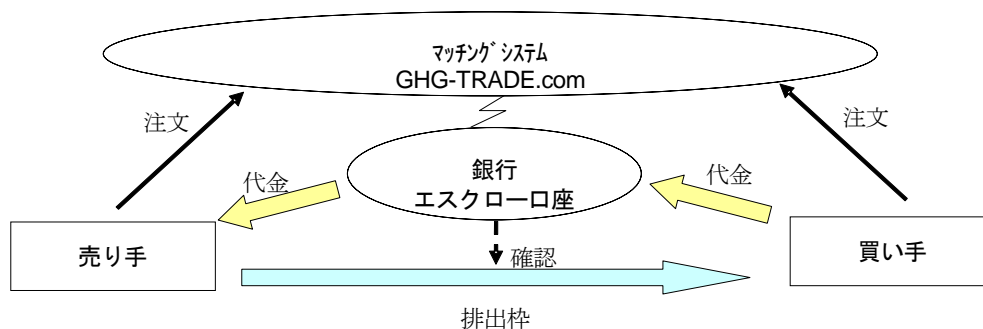 ﾏｯﾁﾝｸﾞｼｽﾃﾑ
GHG-TRADE.com
注文
注文
銀行
エスクロー口座
代金
代金
売り手
買い手
確認
排出枠